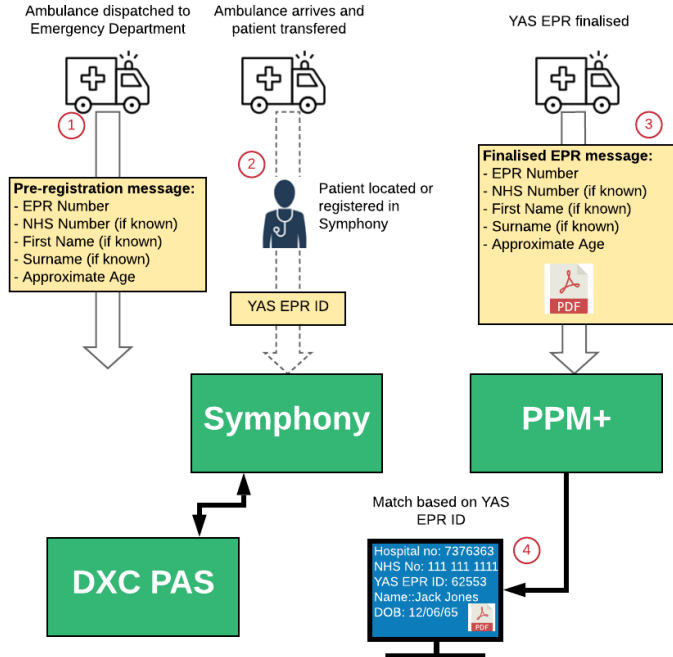 Ambulance dispatched to
Emergency Department
Ambulance arrives and
patient transfered
YAS EPR finalised
1
2
3
Pre-registration message:
- EPR Number
- NHS Number (if known)
- First Name (if known)
- Surname (if known)
- Approximate Age
Patient located or
registered in
Symphony
YAS EPR ID
Finalised EPR message:
- EPR Number
- NHS Number (if known)
- First Name (if known)
- Surname (if known)
- Approximate Age
PDF
Symphony
PPM+
DXC PAS
Match based on YAS
EPR ID
4
Hospital no: 7376363
NHS No: 111 111 1111
YAS EPR ID: 62553
Name::Jack Jones
DOB: 12/06/65
PDF